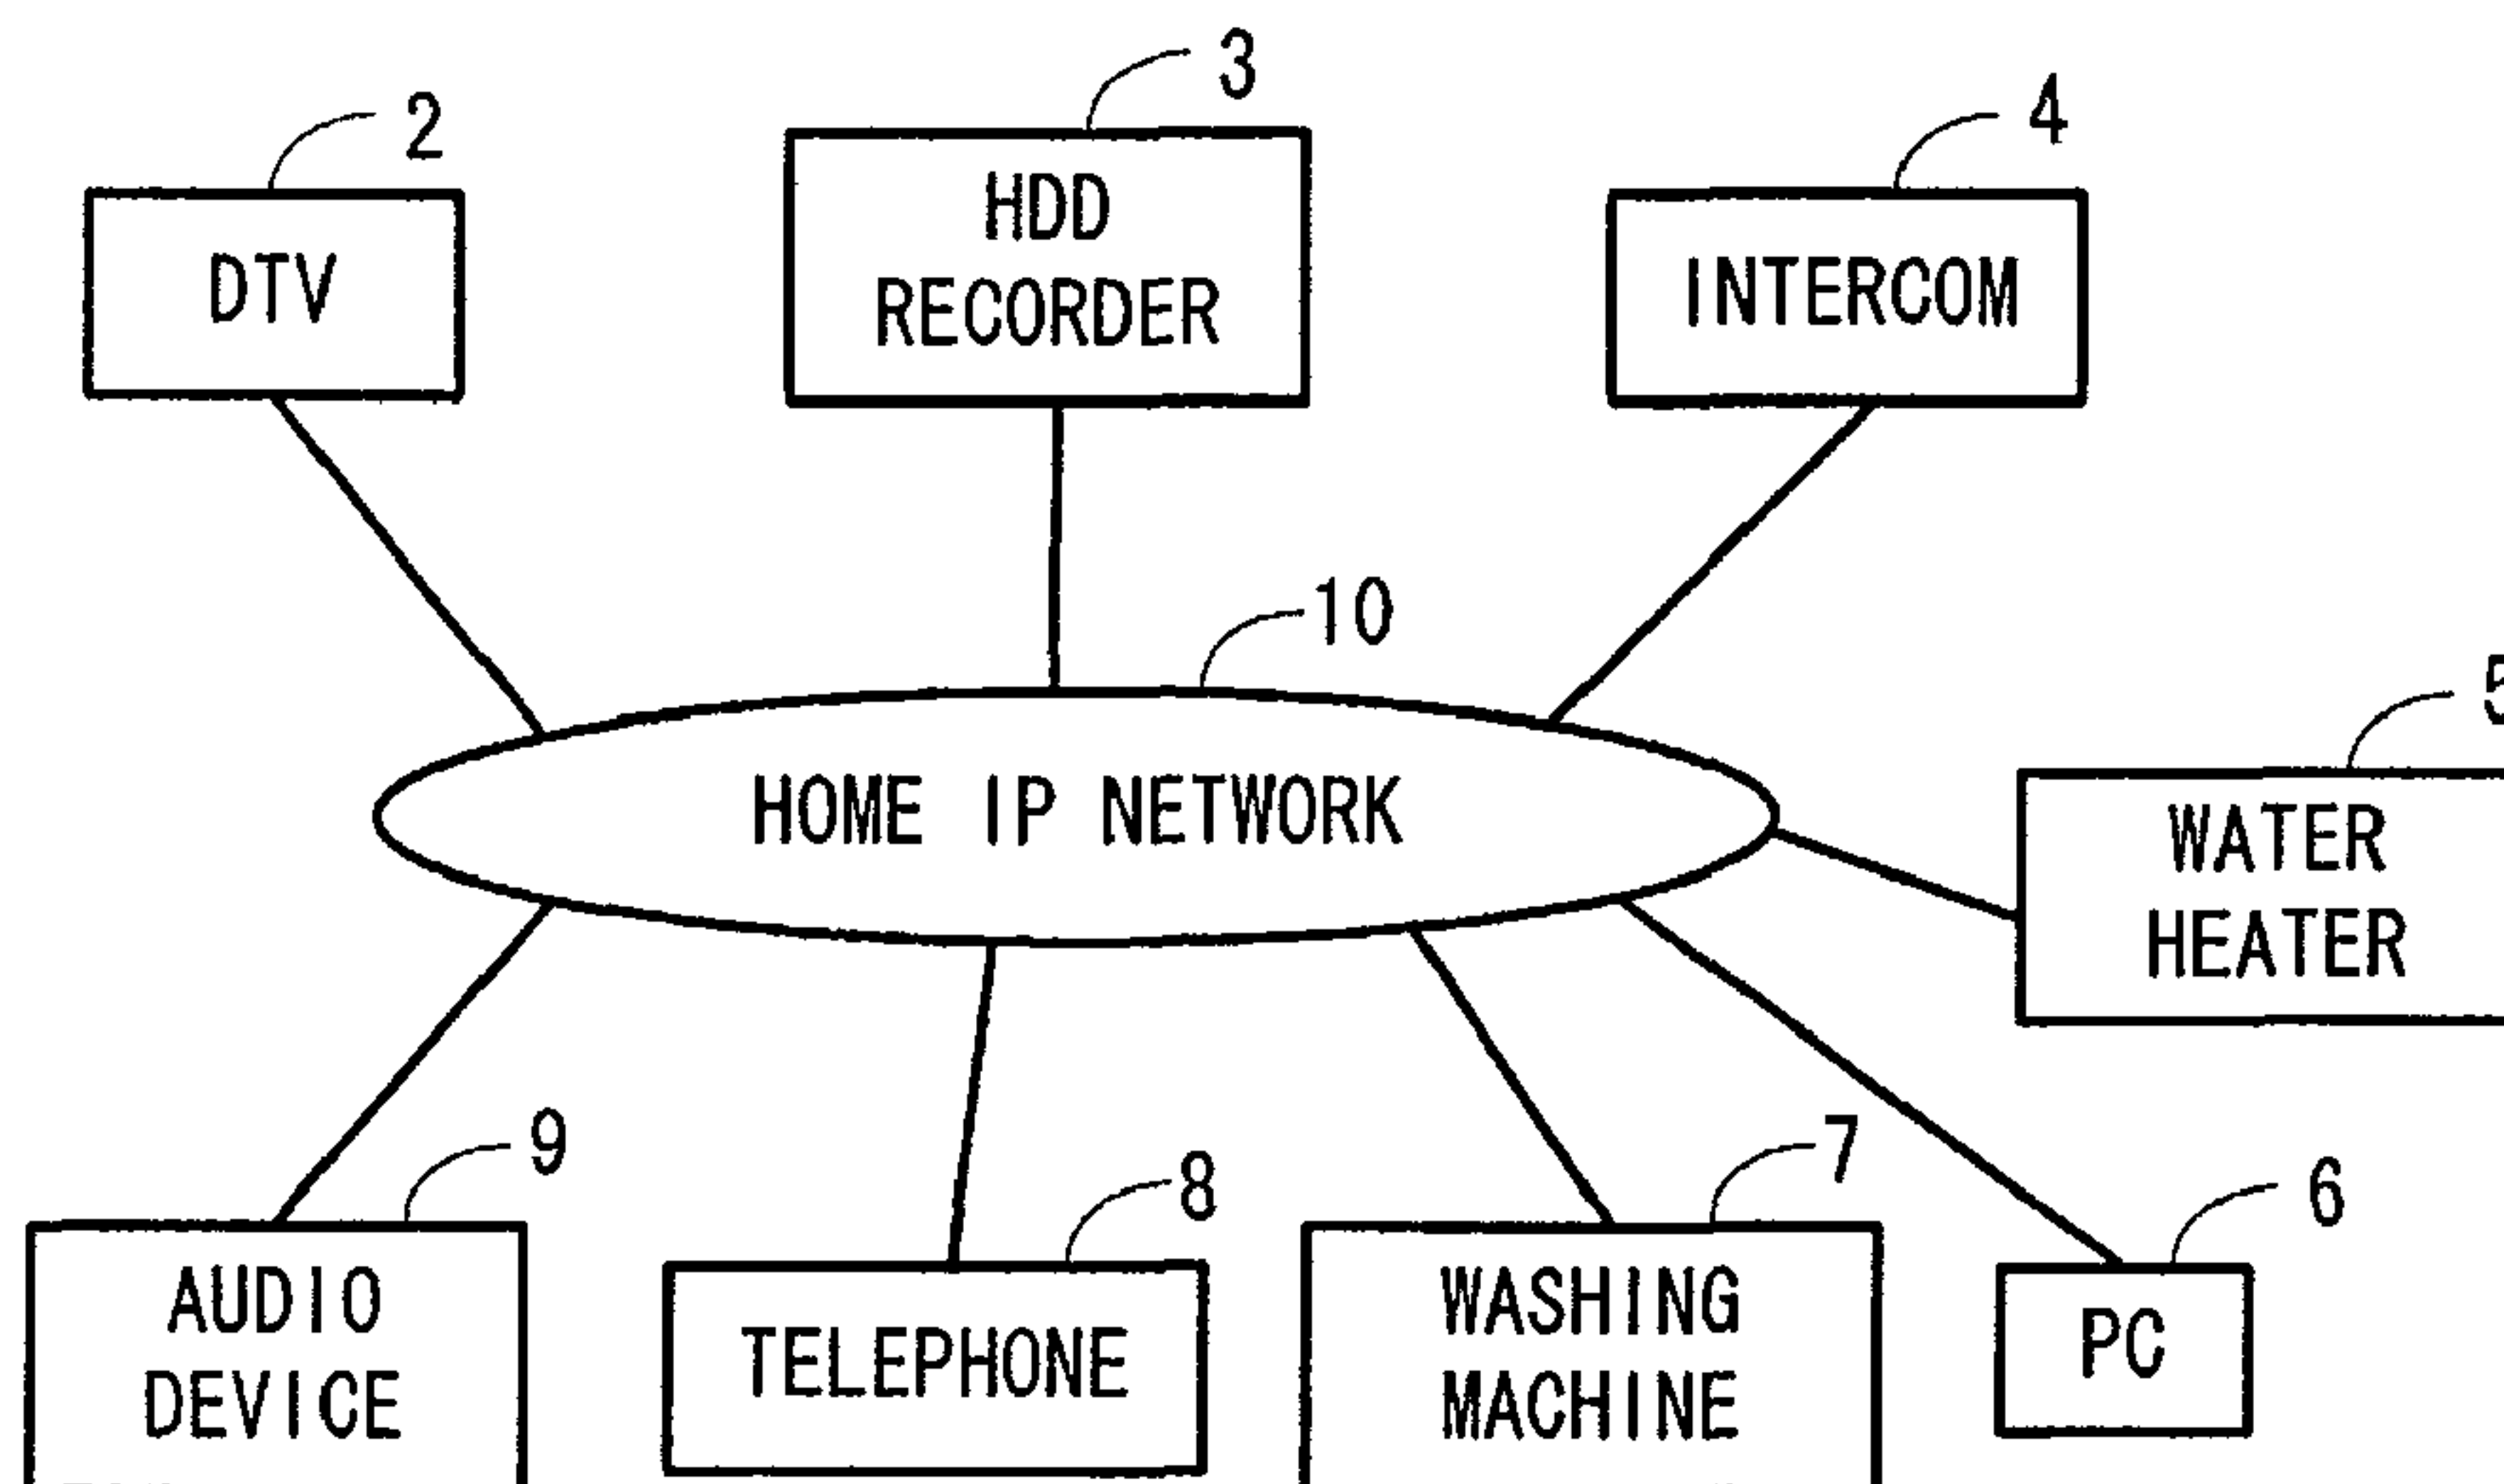 3
2
4
HDD
DTV
RECORDER
INTERCOM
10
5
HOME IP NETWORK
WATER
HEATER
9
8
7
6
AUDIO
DEVICE
TELEPHONE
WASHING
MACHINE
PC